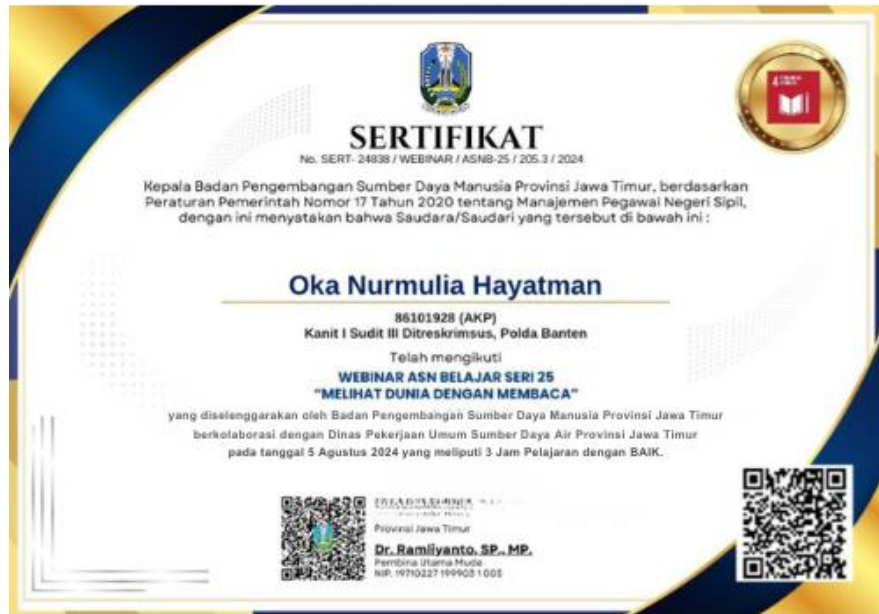 SERTIFIKAT
No. SERT- 24838 / WEBINAR / ASNB-25 / 205.3 / 2024
Kepala Badan Pengembangan Sumber Daya Manusia Provinsi Jawa Timur, berdasarkan
Peraturan Pemerintah Nomor 17 Tahun 2020 tentang Manajemen Pegawai Negeri Sipil,
dengan ini menyatakan bahwa Saudara/Saudari yang tersebut di bawah ini :
Oka Nurmulia Hayatman
86101928 (AKP)
Kanit I Sudit III Ditreskrimsus, Polda Banten
Telah mengikuti
WEBINAR ASN BELAJAR SERI 25
"MELIHAT DUNIA DENGAN MEMBACA"
yang diselenggarakan oleh Badan Pengembangan Sumber Daya Manusia Provinsi Jawa Timur
berkolaborasi dengan Dinas Pekerjaan Umum Sumber Daya Air Provinsi Jawa Timur
pada tanggal 5 Agustus 2024 yang meliputi 3 Jam Pelajaran dengan BAIK.
Provinsi Jawa Timur
Dr. Ramliyanto, SP., MP.
Pembina Utama Muda
NIP. 19710227 199903 1 005